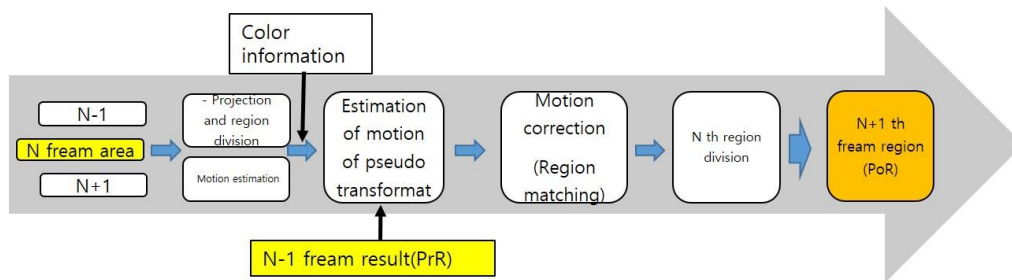 Color
information
N-1
N fream area
N+1
- Projection
and region
division
Motion estimation
Estimation
of motion
of pseudo
transformat
Motion
correction
(Region
matching)
N th region
division
N+1 th
fream region
(PoR)
N-1 fream result(PrR)